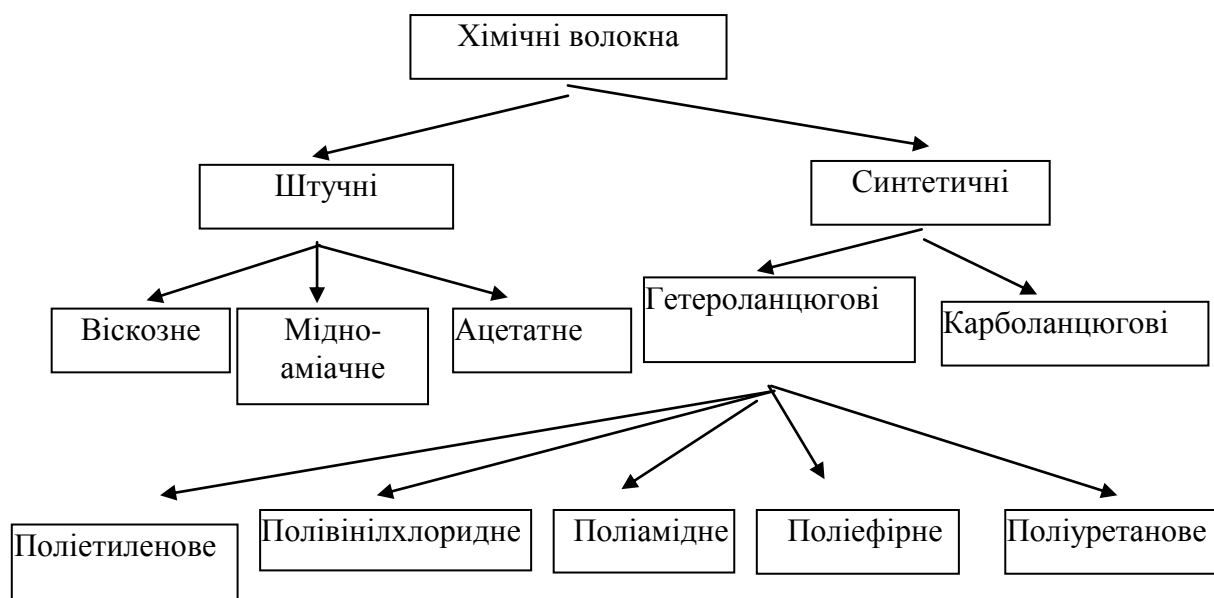 Хімічні волокна
Штучні
Синтетичні
Віскозне
Мідно-
аміачне
Ацетатне
Гетероланцюгові
Карболанцюгові
Поліетиленове
Полівінілхлоридне
Поліамідне
Поліефірне
Поліуретанове